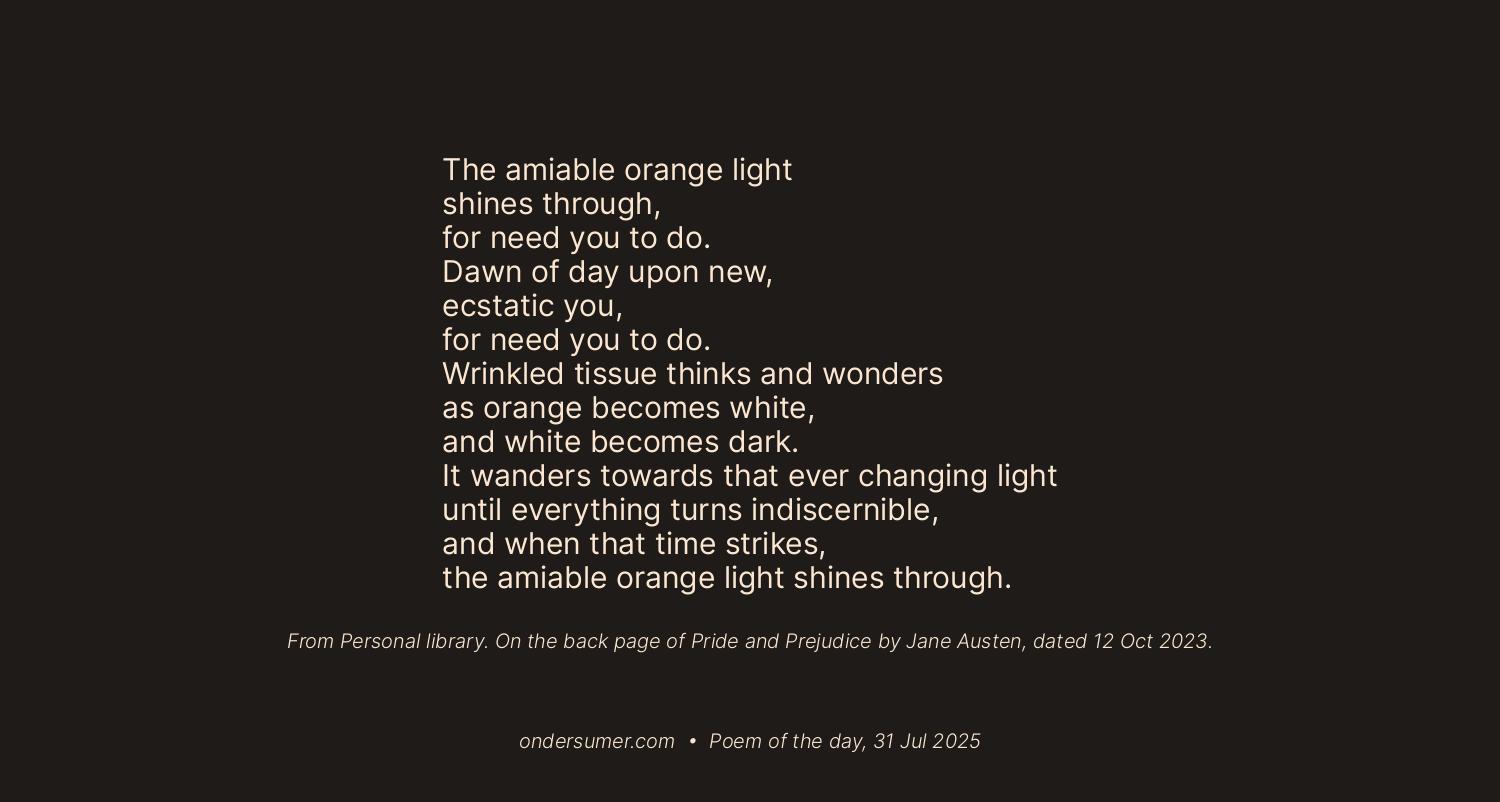 The amiable orange light
shines through,
for need you to do.
Dawn of day upon new,
ecstatic you,
for need you to do.
Wrinkled tissue thinks and wonders
as orange becomes white,
and white becomes dark.
It wanders towards that ever changing light
until everything turns indiscernible,
and when that time strikes,
the amiable orange light shines through.
From Personal library. On the back page of Pride and Prejudice by Jane Austen, dated 12 Oct 2023.
ondersumer.com • Poem of the day, 31 Jul 2025